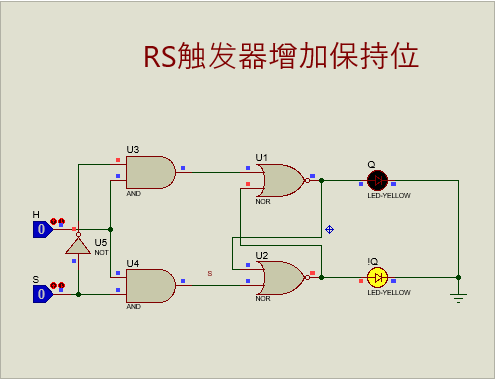 RS触发器增加保持位
U3
AND
U1
NOR
Q
LED-YELLOW
H
0
U5
NOT
S
0
U4
AND
S
U2
NOR
!Q
LED-YELLOW